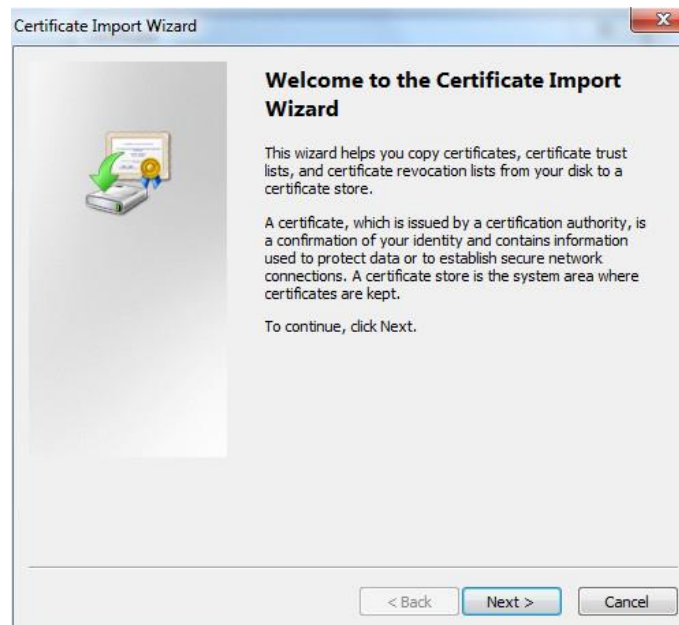 Certificate Import Wizard
Welcome to the Certificate Import
Wizard
This wizard helps you copy certificates, certificate trust
lists, and certificate revocation lists from your disk to a
certificate store.
A certificate, which is issued by a certification authority, is
a confirmation of your identity and contains information
used to protect data or to establish secure network
connections. A certificate store is the system area where
certificates are kept.
To continue, click Next.
< Back Next > Cancel